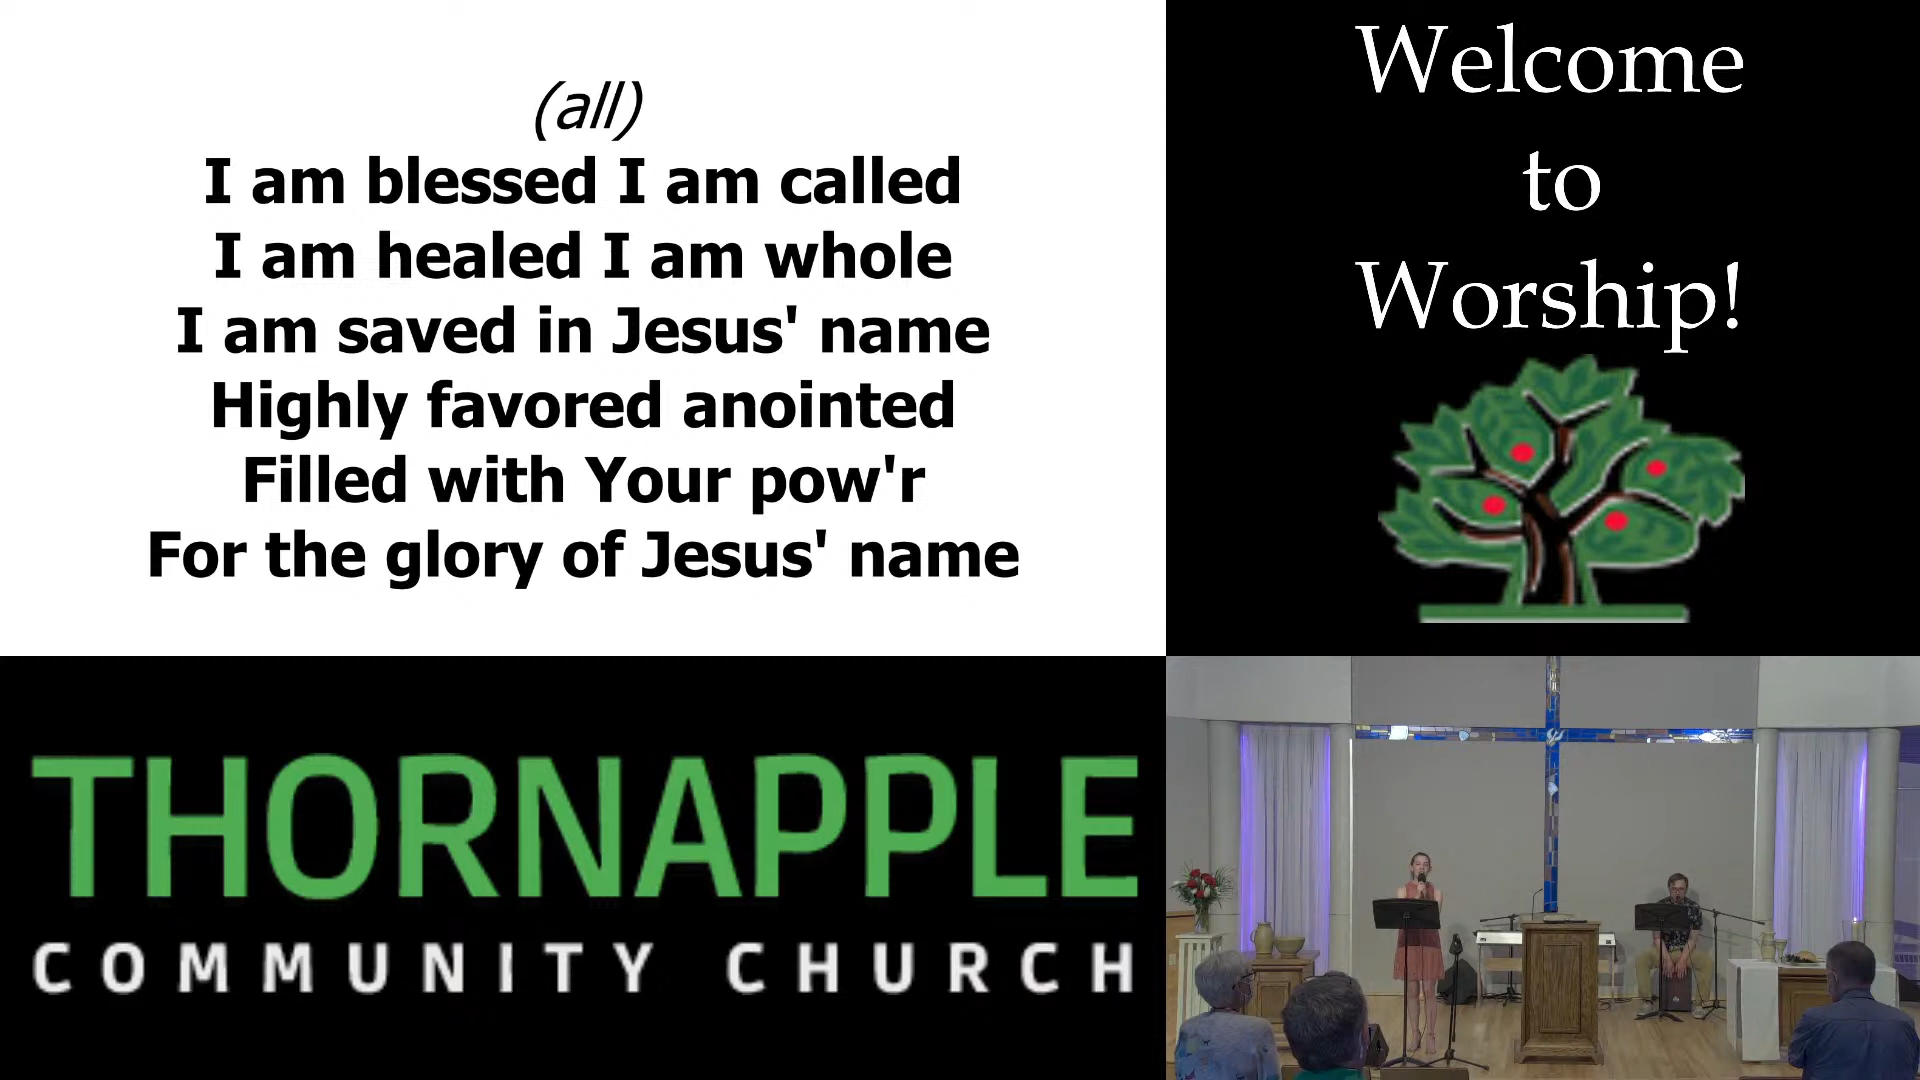 (all)
I am blessed I am called
I am healed I am whole
I am saved in Jesus' name
Highly favored anointed
Filled with Your pow'r
For the glory of Jesus' name
Welcome
to
Worship!
THORNAPPLE
COMMUNITY CHURCH